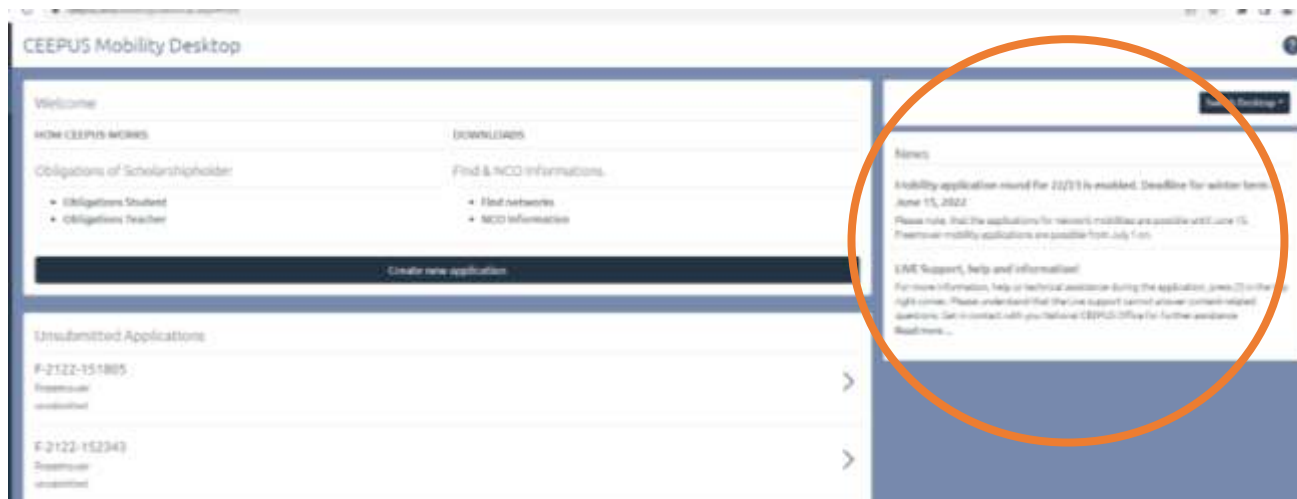 CEEPUS Mobility Desktop
Welcome
HOW CEEPUS WORKS
Obligations of Scholarshipholder
• Obligations Student
• Obligations Teacher
DOWNLOADS
Find & NCO Informations
• Find networks
• NCO Information
Create new application
Unsubmitted Applications
F-2122-151805
Freemover
unsubmitted
F-2122-152343
Freemover
unsubmitted
Desktop
News
Mobility application round for 22/23 is enabled. Deadline for winter term
June 15, 2022
Please note, that the applications for network mobilities are possible until June 15.
Freemover mobility applications are possible from July 1 on.
LIVE Support, help and information!
For more information, help or technical assistance during the application, press (?) in the
right corner. Please understand that the Live support cannot answer content-related
questions. Get in contact with you National CEEPUS Office for further assistance
Read more ...